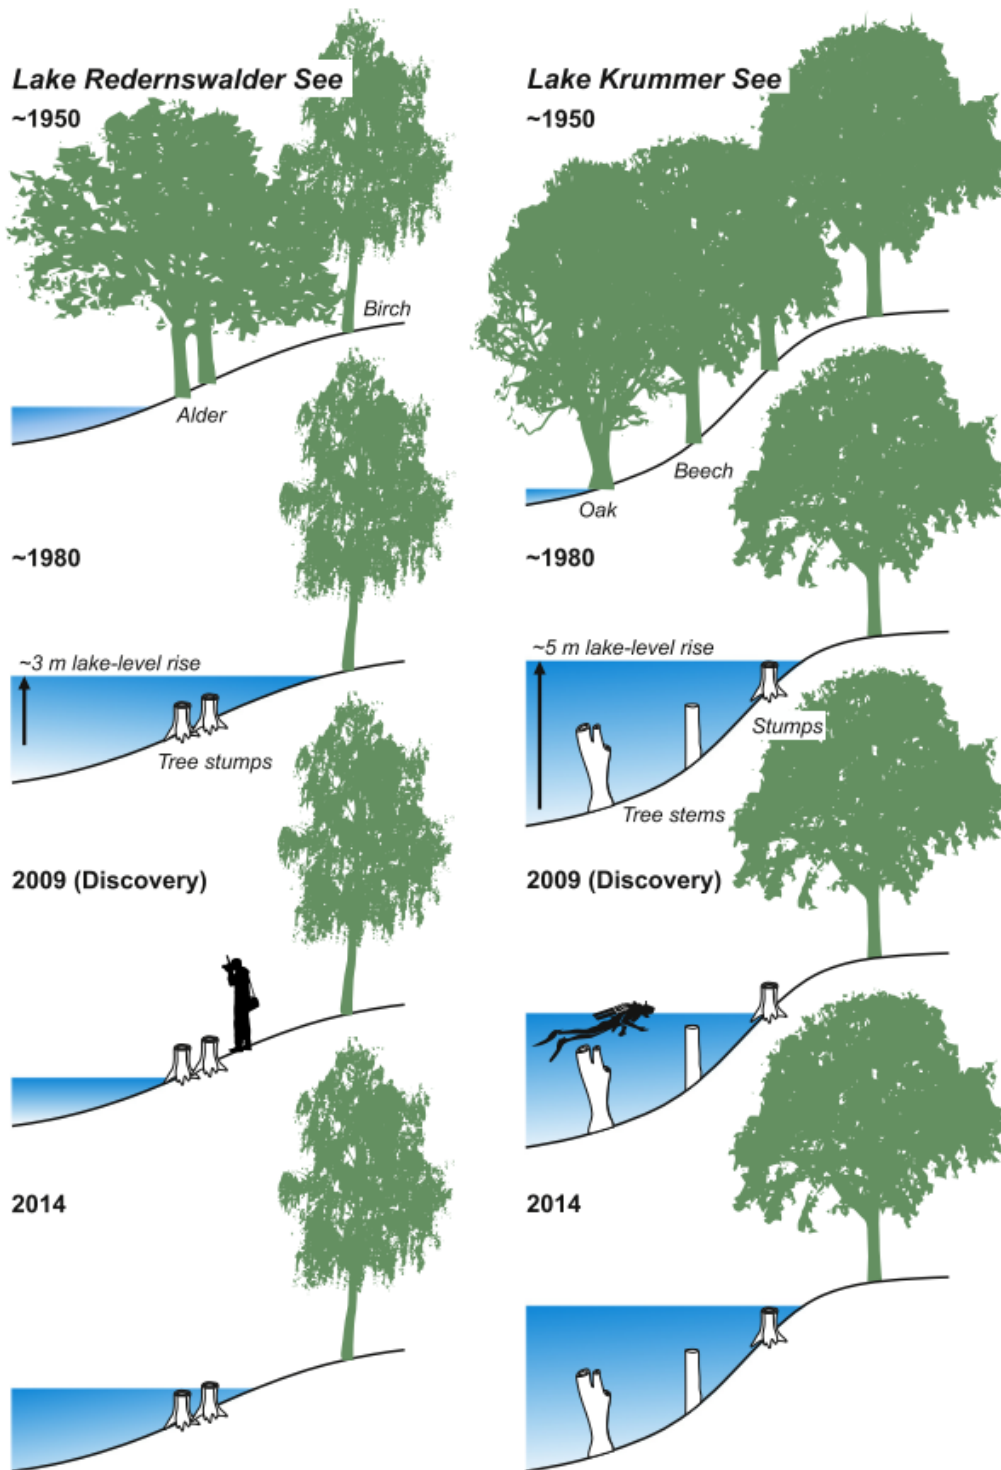 Lake Redernswalder See
~1950
Birch
Alder
~1980
~3 m lake-level rise
Tree stumps
2009 (Discovery)
2014
Lake Krummer See
~1950
Beech
Oak
~1980
~5 m lake-level rise
Stumps
Tree stems
2009 (Discovery)
2014